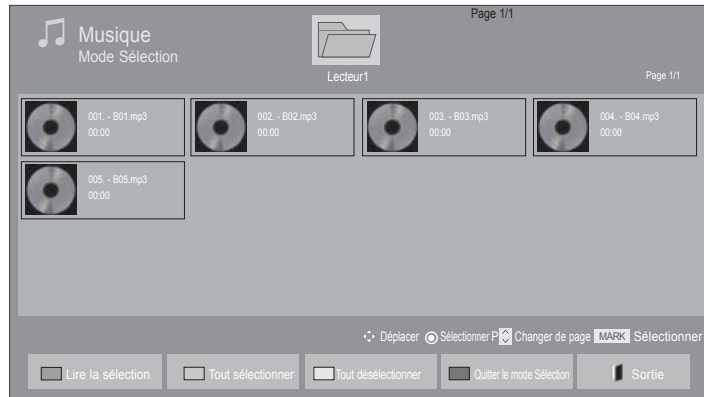 Page 1/1
Musique
Mode Sélection
Lecteur1
Page 1/1
001. - B01.mp3
00:00
002. - B02.mp3
00:00
003. - B03.mp3
00:00
004. - B04.mp3
00:00
005. - B05.mp3
00:00
Déplacer Sélectionner P Changer de page MARK Sélectionner
Lire la sélection Tout sélectionner Tout désélectionner Quitter le mode Sélection Sortie